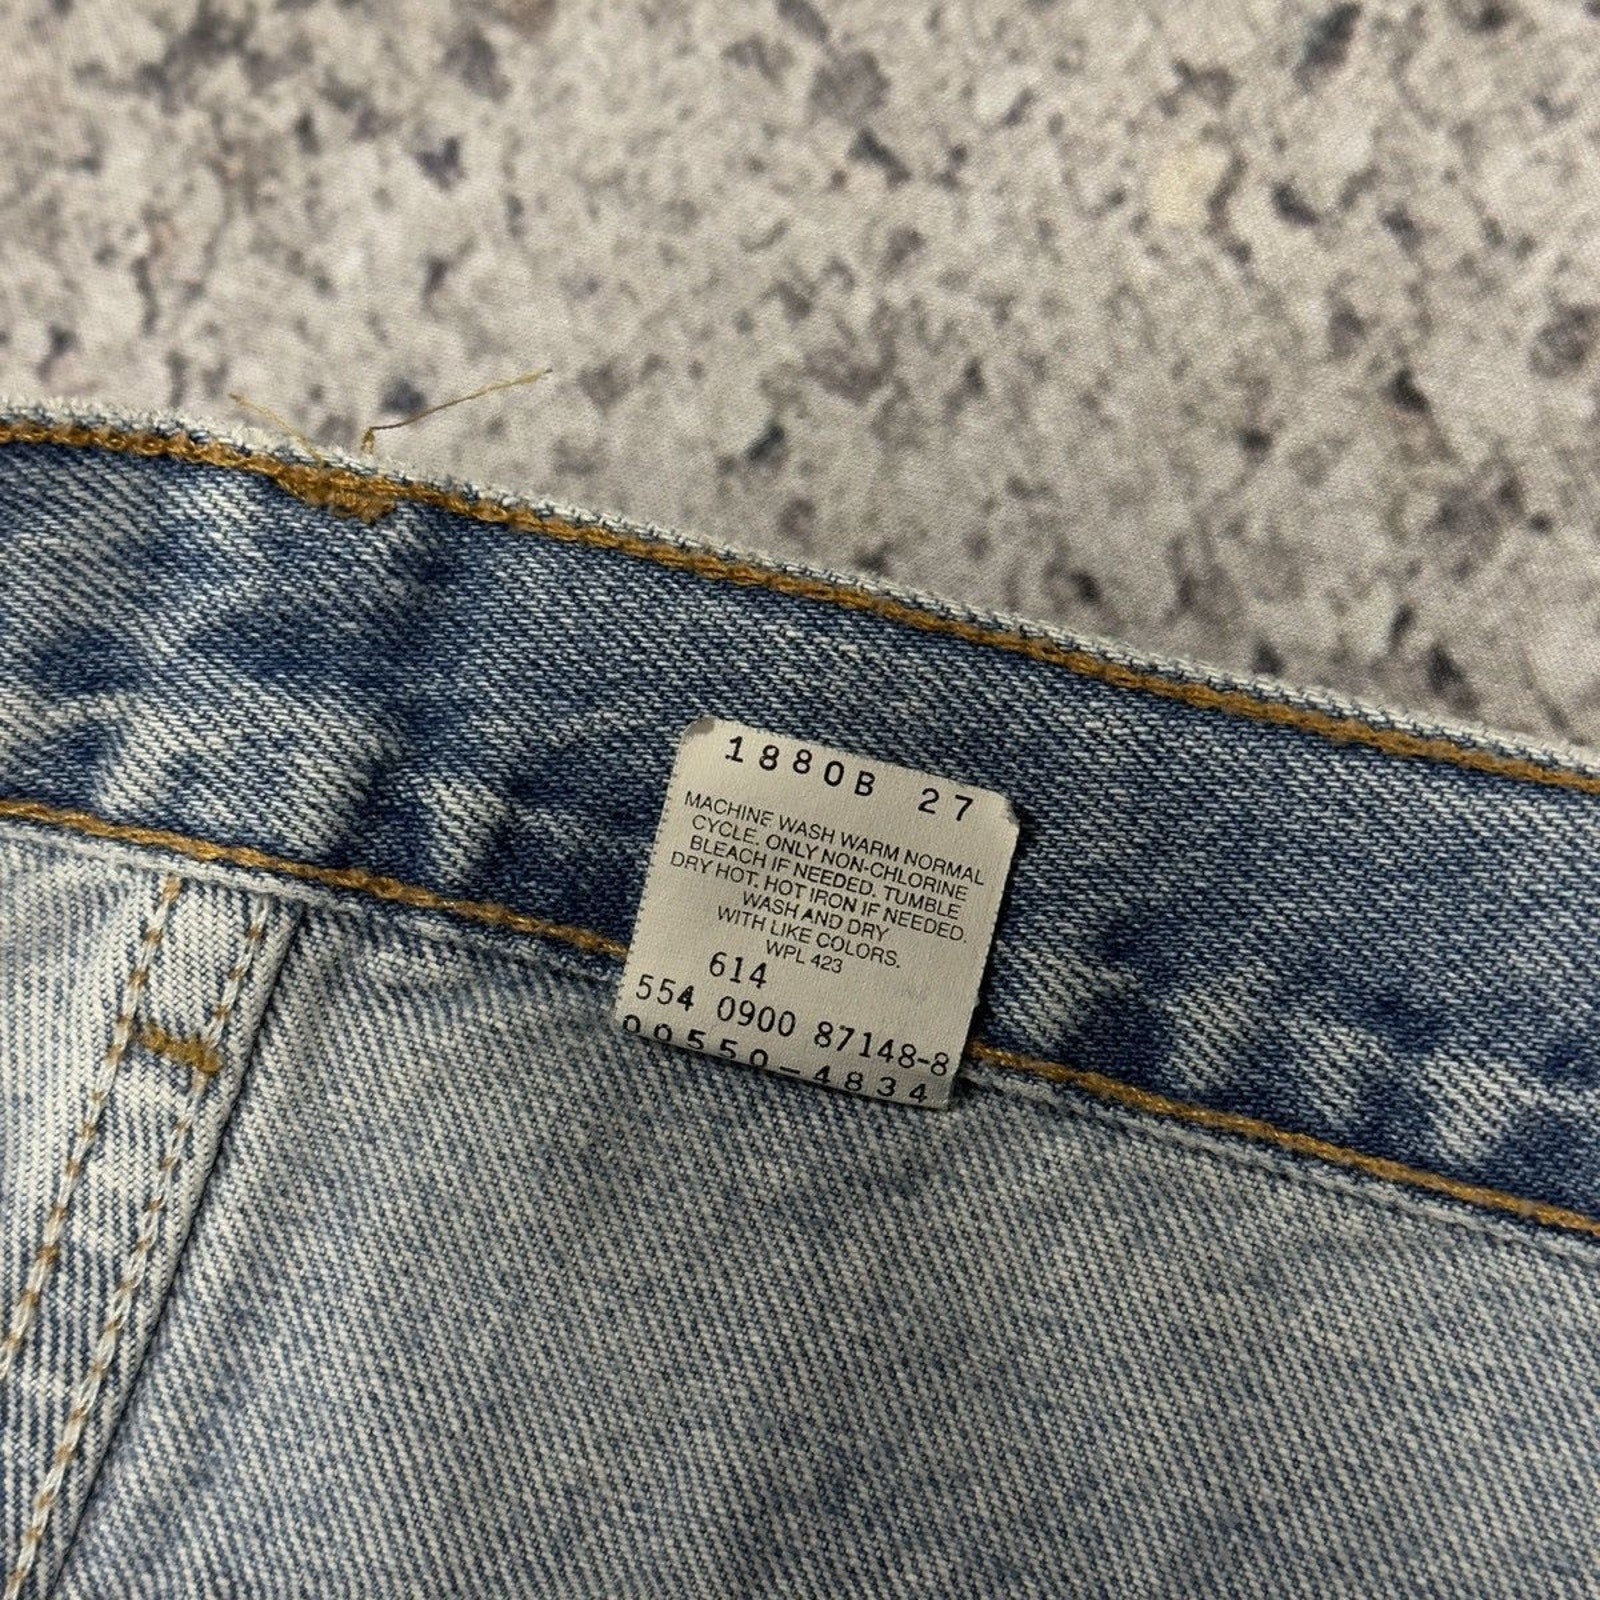 1880B 27
MACHINE WASH WARM NORMAL
CYCLE. ONLY NON-CHLORINE
BLEACH IF NEEDED. TUMBLE
DRY HOT. HOT IRON IF NEEDED.
WASH AND DRY
WITH LIKE COLORS.
WPL 423
614
554 0900 87148-8
00550-4834